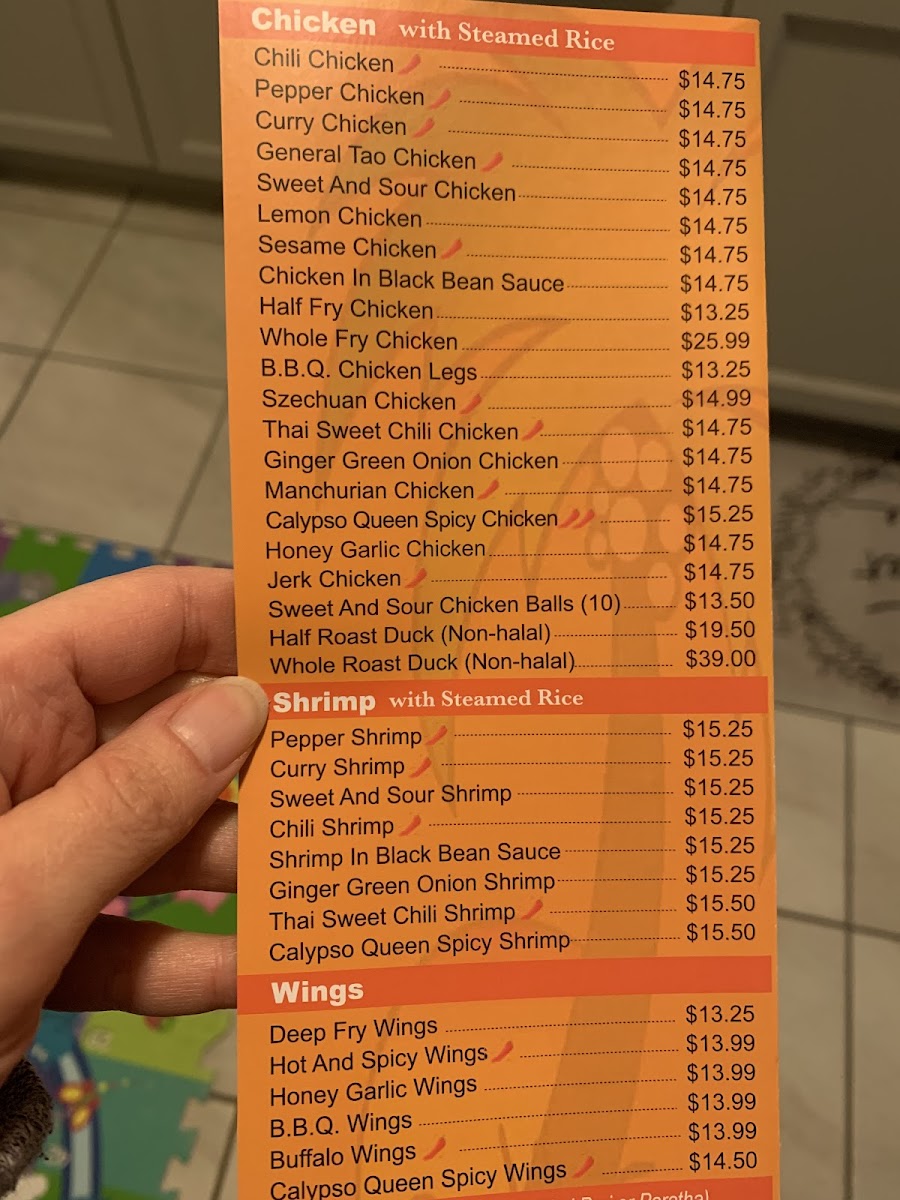 Chicken with Steamed Rice
Chili Chicken $14.75
Pepper Chicken $14.75
Curry Chicken $14.75
General Tao Chicken $14.75
Sweet And Sour Chicken $14.75
Lemon Chicken $14.75
Sesame Chicken $14.75
Chicken In Black Bean Sauce $14.75
Half Fry Chicken $13.25
Whole Fry Chicken $25.99
B.B.Q. Chicken Legs $13.25
Szechuan Chicken $14.99
Thai Sweet Chili Chicken $14.75
Ginger Green Onion Chicken $14.75
Manchurian Chicken $14.75
Calypso Queen Spicy Chicken $15.25
Honey Garlic Chicken $14.75
Jerk Chicken $14.75
Sweet And Sour Chicken Balls (10) $13.50
Half Roast Duck (Non-halal) $19.50
Whole Roast Duck (Non-halal) $39.00
Shrimp with Steamed Rice
Pepper Shrimp $15.25
Curry Shrimp $15.25
Sweet And Sour Shrimp $15.25
Chili Shrimp $15.25
Shrimp In Black Bean Sauce $15.25
Ginger Green Onion Shrimp $15.25
Thai Sweet Chili Shrimp $15.50
Calypso Queen Spicy Shrimp $15.50
Wings
Deep Fry Wings $13.25
Hot And Spicy Wings $13.99
Honey Garlic Wings $13.99
B.B.Q. Wings $13.99
Buffalo Wings $13.99
Calypso Queen Spicy Wings $14.50